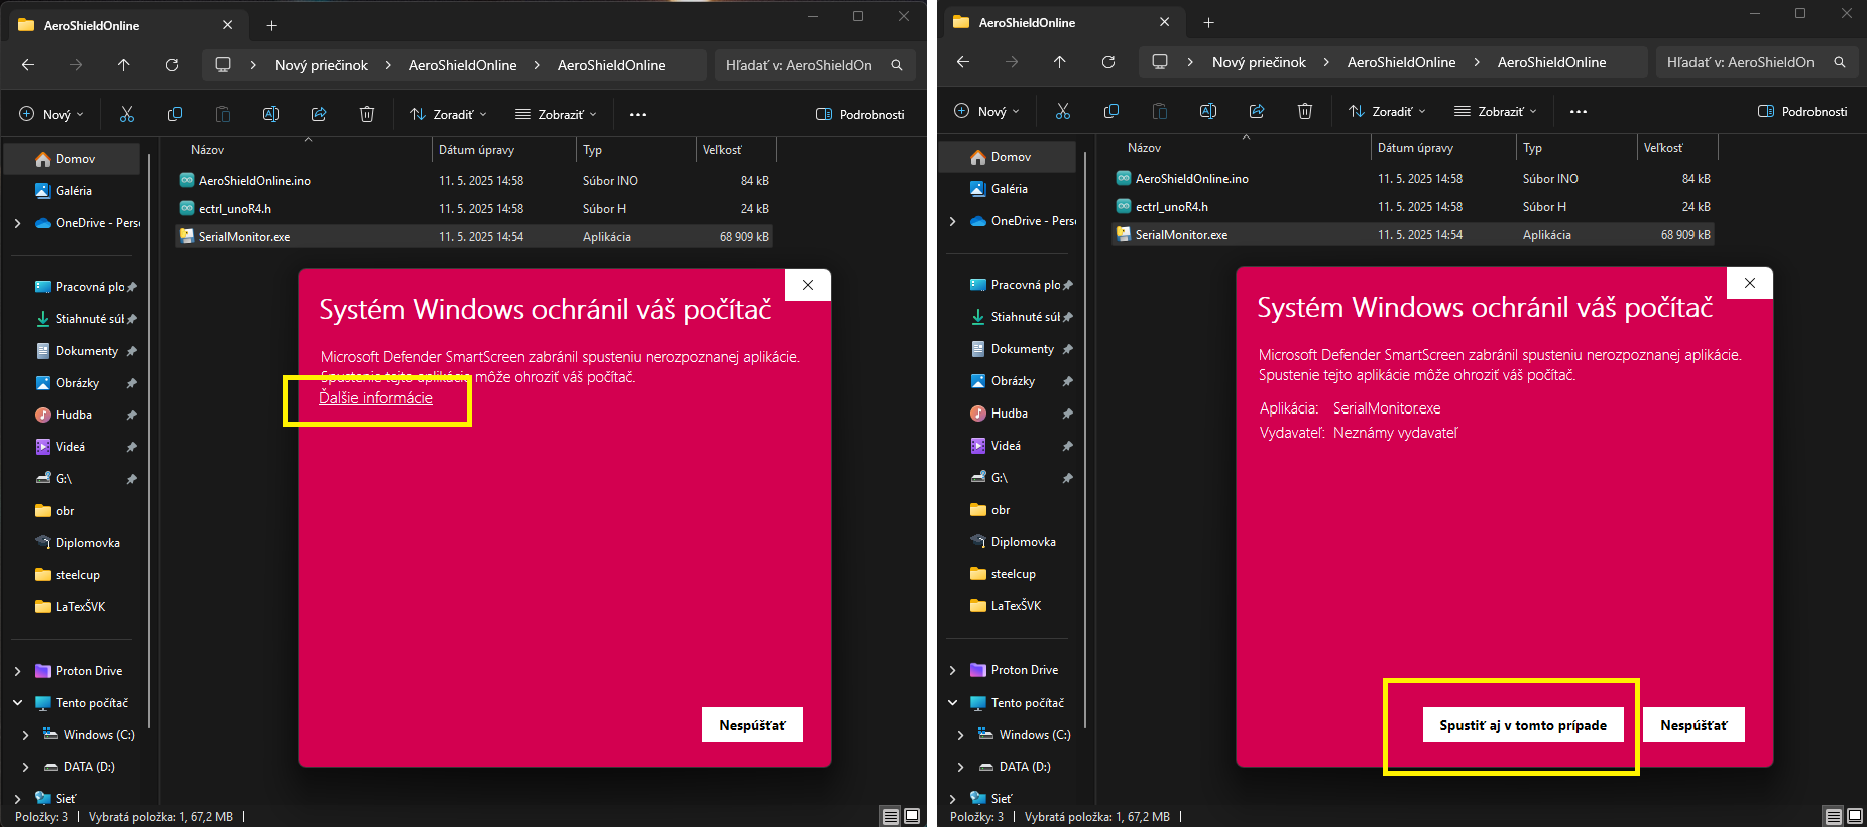 AeroShieldOnline
Nový priečinok AeroShieldOnline AeroShieldOnline Hľadať v: AeroShieldOn
Nový Zoradiť Zobraziť Podrobnosti
Názov Dátum úpravy Typ Veľkosť
AeroShieldOnline.ino 11. 5. 2025 14:58 Súbor INO 84 kB
ectrl_unoR4.h 11. 5. 2025 14:58 Súbor H 24 kB
SerialMonitor.exe 11. 5. 2025 14:54 Aplikácia 68 909 kB
Domov
Galéria
OneDrive - Pers
Pracovná plo
Stiahnuté súl
Dokumenty
Obrázky
Hudba
Videá
G:\
obr
Diplomovka
steelcup
LaTexŠVK
Proton Drive
Tento počítač
Windows (C:)
DATA (D:)
Sieť
Systém Windows ochránil váš počítač
Microsoft Defender SmartScreen zabránil spusteniu nerozpoznanej aplikácie.
Spustenie tejto aplikácie môže ohroziť váš počítač.
Ďalšie informácie
Nespúšťať
Položky: 3 Vybratá položka: 1, 67,2 MB
AeroShieldOnline
Nový priečinok AeroShieldOnline AeroShieldOnline Hľadať v: AeroShieldOn
Nový Zoradiť Zobraziť Podrobnosti
Názov Dátum úpravy Typ Veľkosť
AeroShieldOnline.ino 11. 5. 2025 14:58 Súbor INO 84 kB
ectrl_unoR4.h 11. 5. 2025 14:58 Súbor H 24 kB
SerialMonitor.exe 11. 5. 2025 14:54 Aplikácia 68 909 kB
Domov
Galéria
OneDrive - Pers
Pracovná plo
Stiahnuté súl
Dokumenty
Obrázky
Hudba
Videá
G:\
obr
Diplomovka
steelcup
LaTexŠVK
Proton Drive
Tento počítač
Windows (C:)
DATA (D:)
Sieť
Systém Windows ochránil váš počítač
Microsoft Defender SmartScreen zabránil spusteniu nerozpoznanej aplikácie.
Spustenie tejto aplikácie môže ohroziť váš počítač.
Aplikácia: SerialMonitor.exe
Vydavateľ: Neznámy vydavateľ
Spustiť aj v tomto prípade Nespúšťať
Položky: 3 Vybratá položka: 1, 67,2 MB